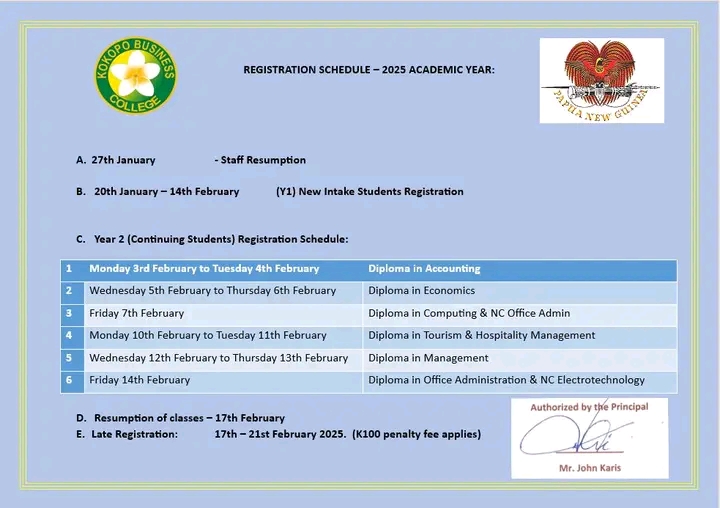 KOKOPO BUSINESS COLLEGE
REGISTRATION SCHEDULE – 2025 ACADEMIC YEAR:
PAPUA NEW GUINEA
A. 27th January - Staff Resumption
B. 20th January – 14th February (Y1) New Intake Students Registration
C. Year 2 (Continuing Students) Registration Schedule:
1 Monday 3rd February to Tuesday 4th February Diploma in Accounting
2 Wednesday 5th February to Thursday 6th February Diploma in Economics
3 Friday 7th February Diploma in Computing & NC Office Admin
4 Monday 10th February to Tuesday 11th February Diploma in Tourism & Hospitality Management
5 Wednesday 12th February to Thursday 13th February Diploma in Management
6 Friday 14th February Diploma in Office Administration & NC Electrotechnology
D. Resumption of classes – 17th February
E. Late Registration: 17th – 21st February 2025. (K100 penalty fee applies)
Authorized by the Principal
Mr. John Karis